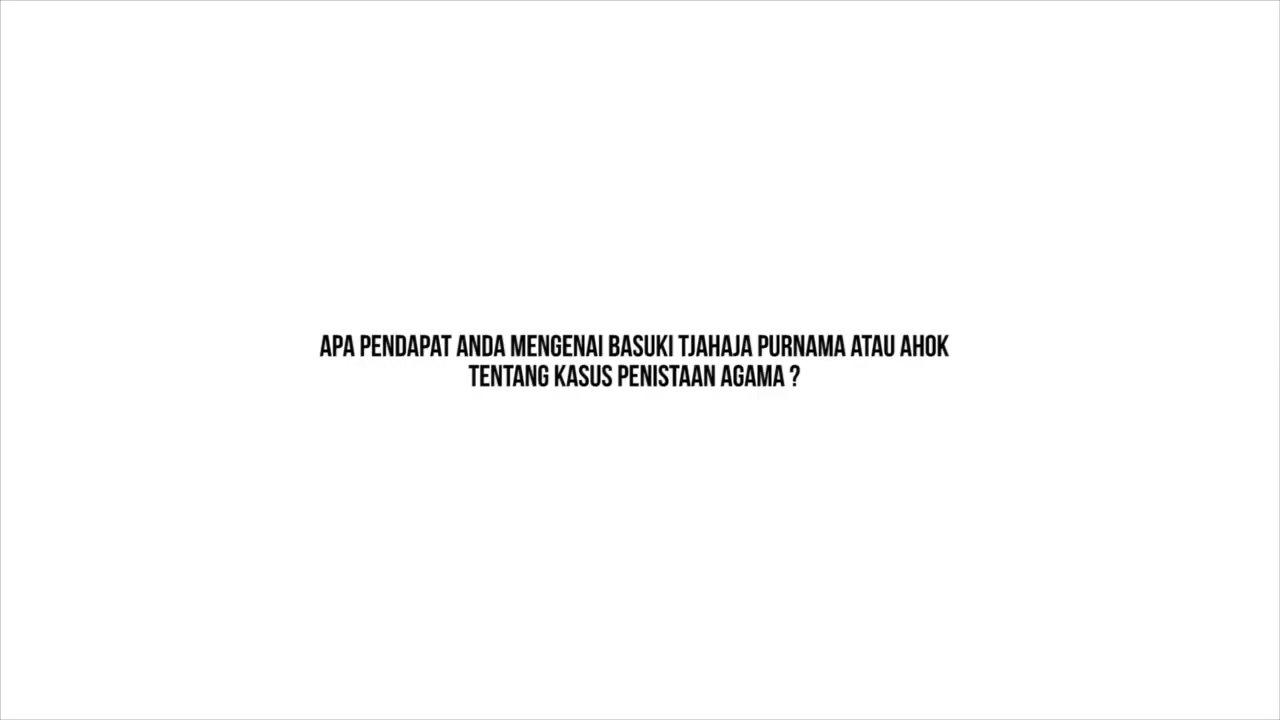 APA PENDAPAT ANDA MENGENAI BASUKI TJAHAJA PURNAMA ATAU AHOK
TENTANG KASUS PENISTAAN AGAMA ?